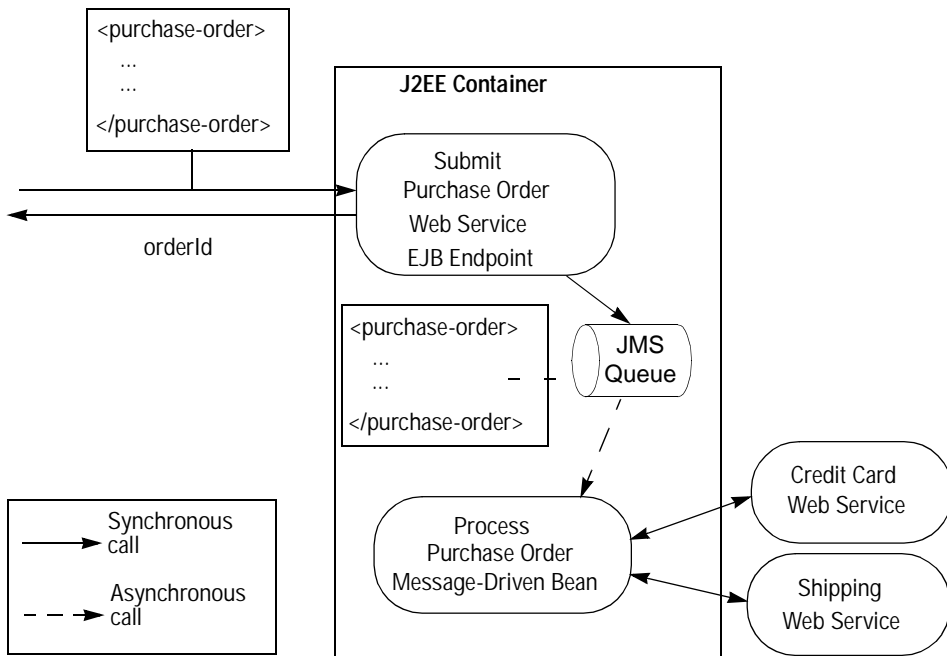 <purchase-order>
...
...
</purchase-order>
J2EE Container
Submit
Purchase Order
Web Service
EJB Endpoint
orderId
<purchase-order>
...
...
</purchase-order>
JMS
Queue
Process
Purchase Order
Message-Driven Bean
Credit Card
Web Service
Shipping
Web Service
Synchronous
call
Asynchronous
call